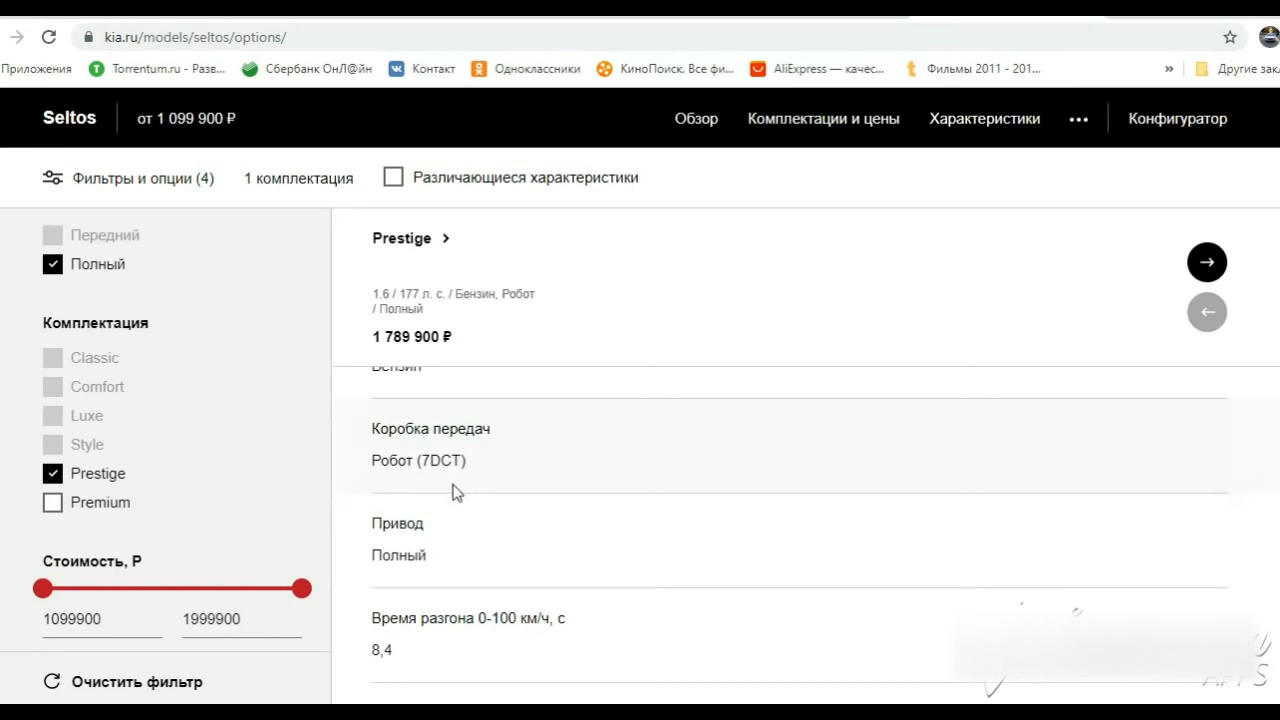 kia.ru/models/seltos/options/
Приложения Torrentum.ru - Разв... Сбербанк ОнЛ@йн Контакт Одноклассники КиноПоиск. Все фи... AliExpress — качес... Фильмы 2011 - 201... » Другие зак
Seltos от 1 099 900 ₽ Обзор Комплектации и цены Характеристики ••• Конфигуратор
Фильтры и опции (4) 1 комплектация Различающиеся характеристики
Передний
Полный
Комплектация
Classic
Comfort
Luxe
Style
Prestige
Premium
Стоимость, Р
1099900 1999900
Очистить фильтр
Prestige
1.6 / 177 л. с. / Бензин, Робот
/ Полный
1 789 900 ₽
Бензин
Коробка передач
Робот (7DCT)
Привод
Полный
Время разгона 0-100 км/ч, с
8,4